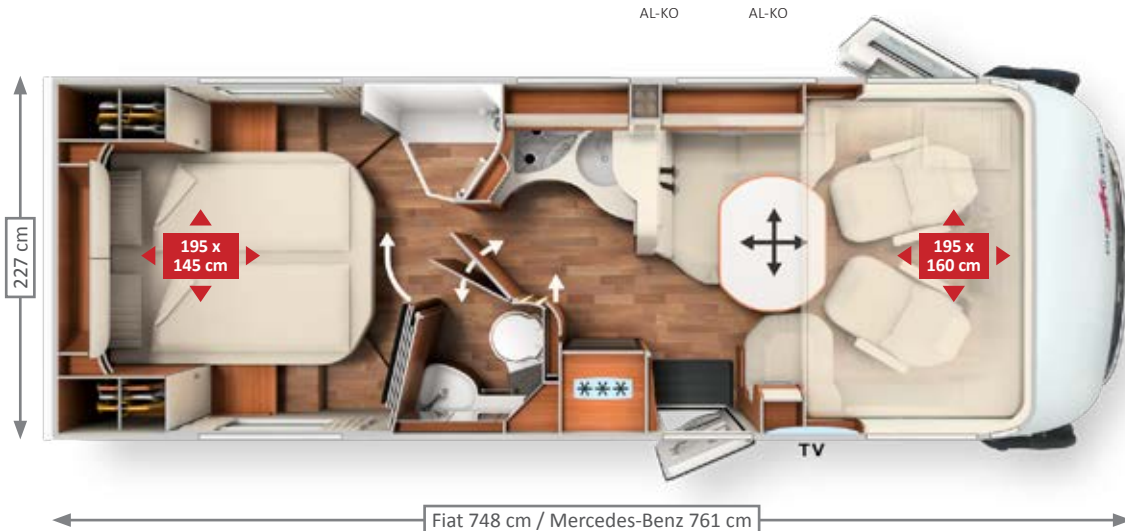 AL-KO AL-KO
227 cm
195 x
145 cm
195 x
160 cm
TV
Fiat 748 cm / Mercedes-Benz 761 cm